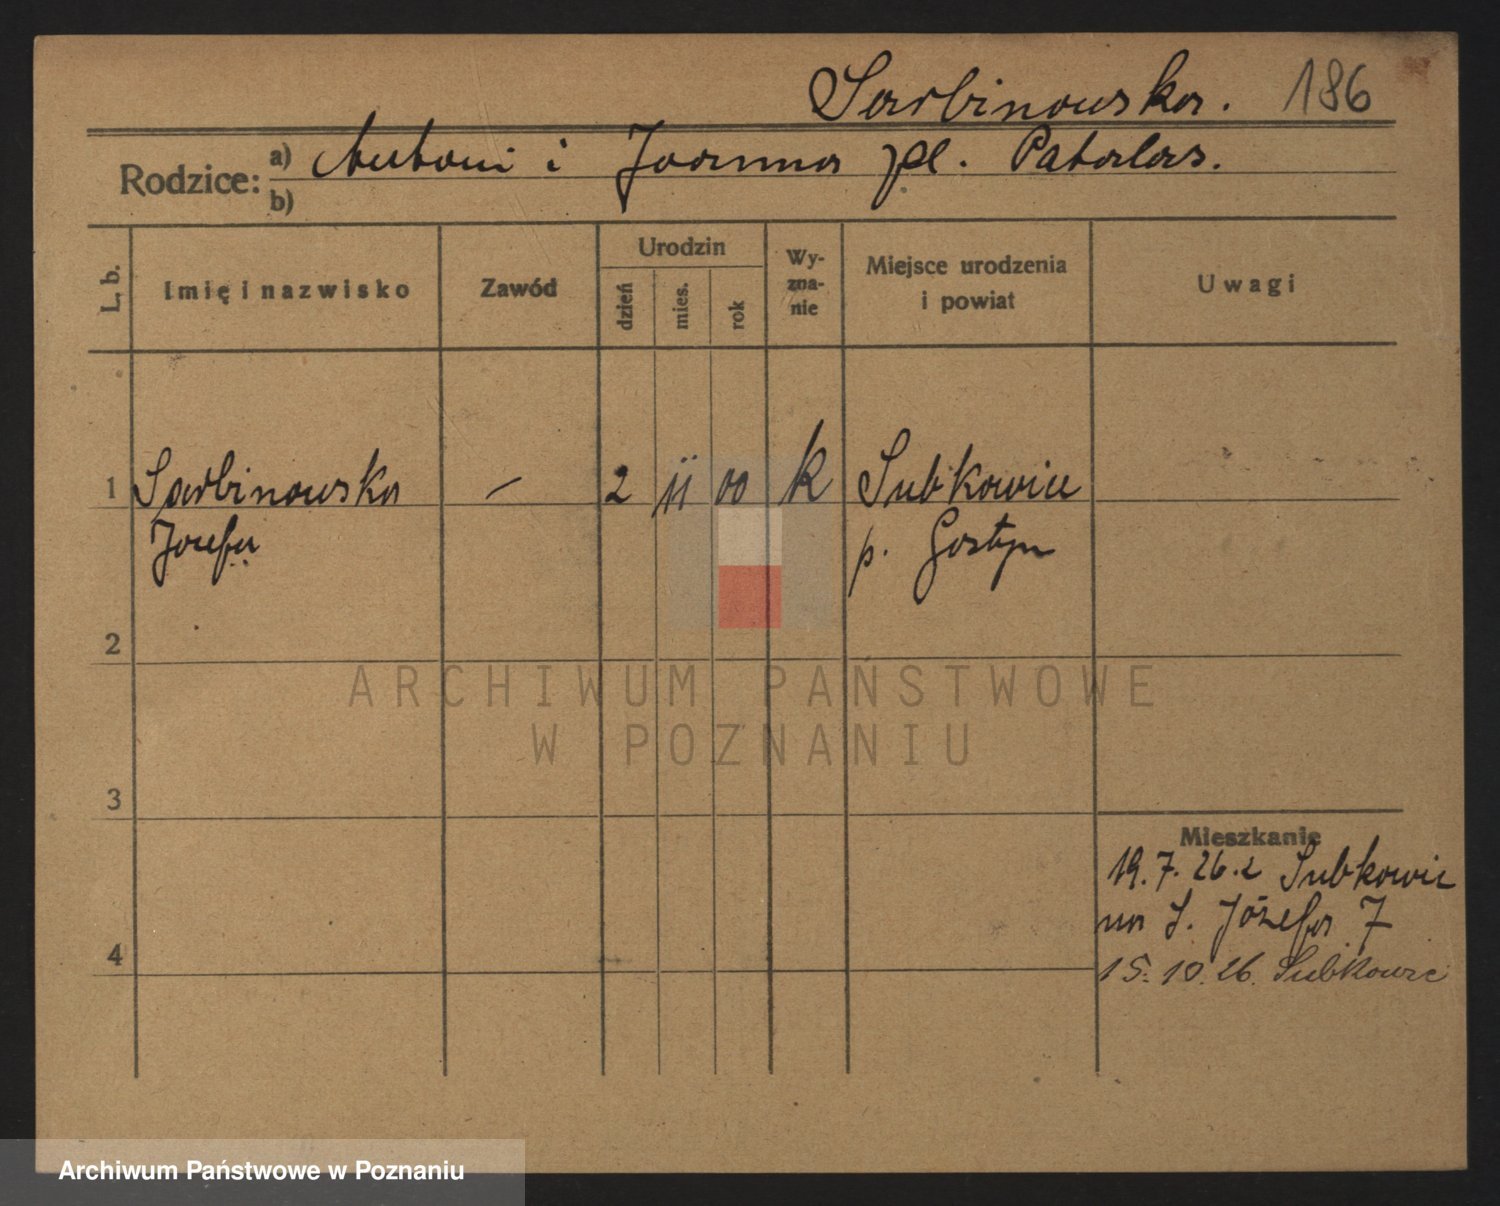 Sarbinowska. 186
Rodzice: a) Antoni i Joanna pł. Patalas.
b)
L. b. Imię i nazwisko Zawód Urodzin dzień mies. rok Wy-zna-nie Miejsce urodzenia i powiat Uwagi
1 Sarbinowska — 2 11 00 k Subkowice
Józefa p. Gostyn
2
ARCHIWUM PAŃSTWOWE
W POZNANIU
3
Mieszkanie
19.7.26. z Subkowic
na S. Józefa 7
4
15.10.26. Subkowic
Archiwum Państwowe w Poznaniu